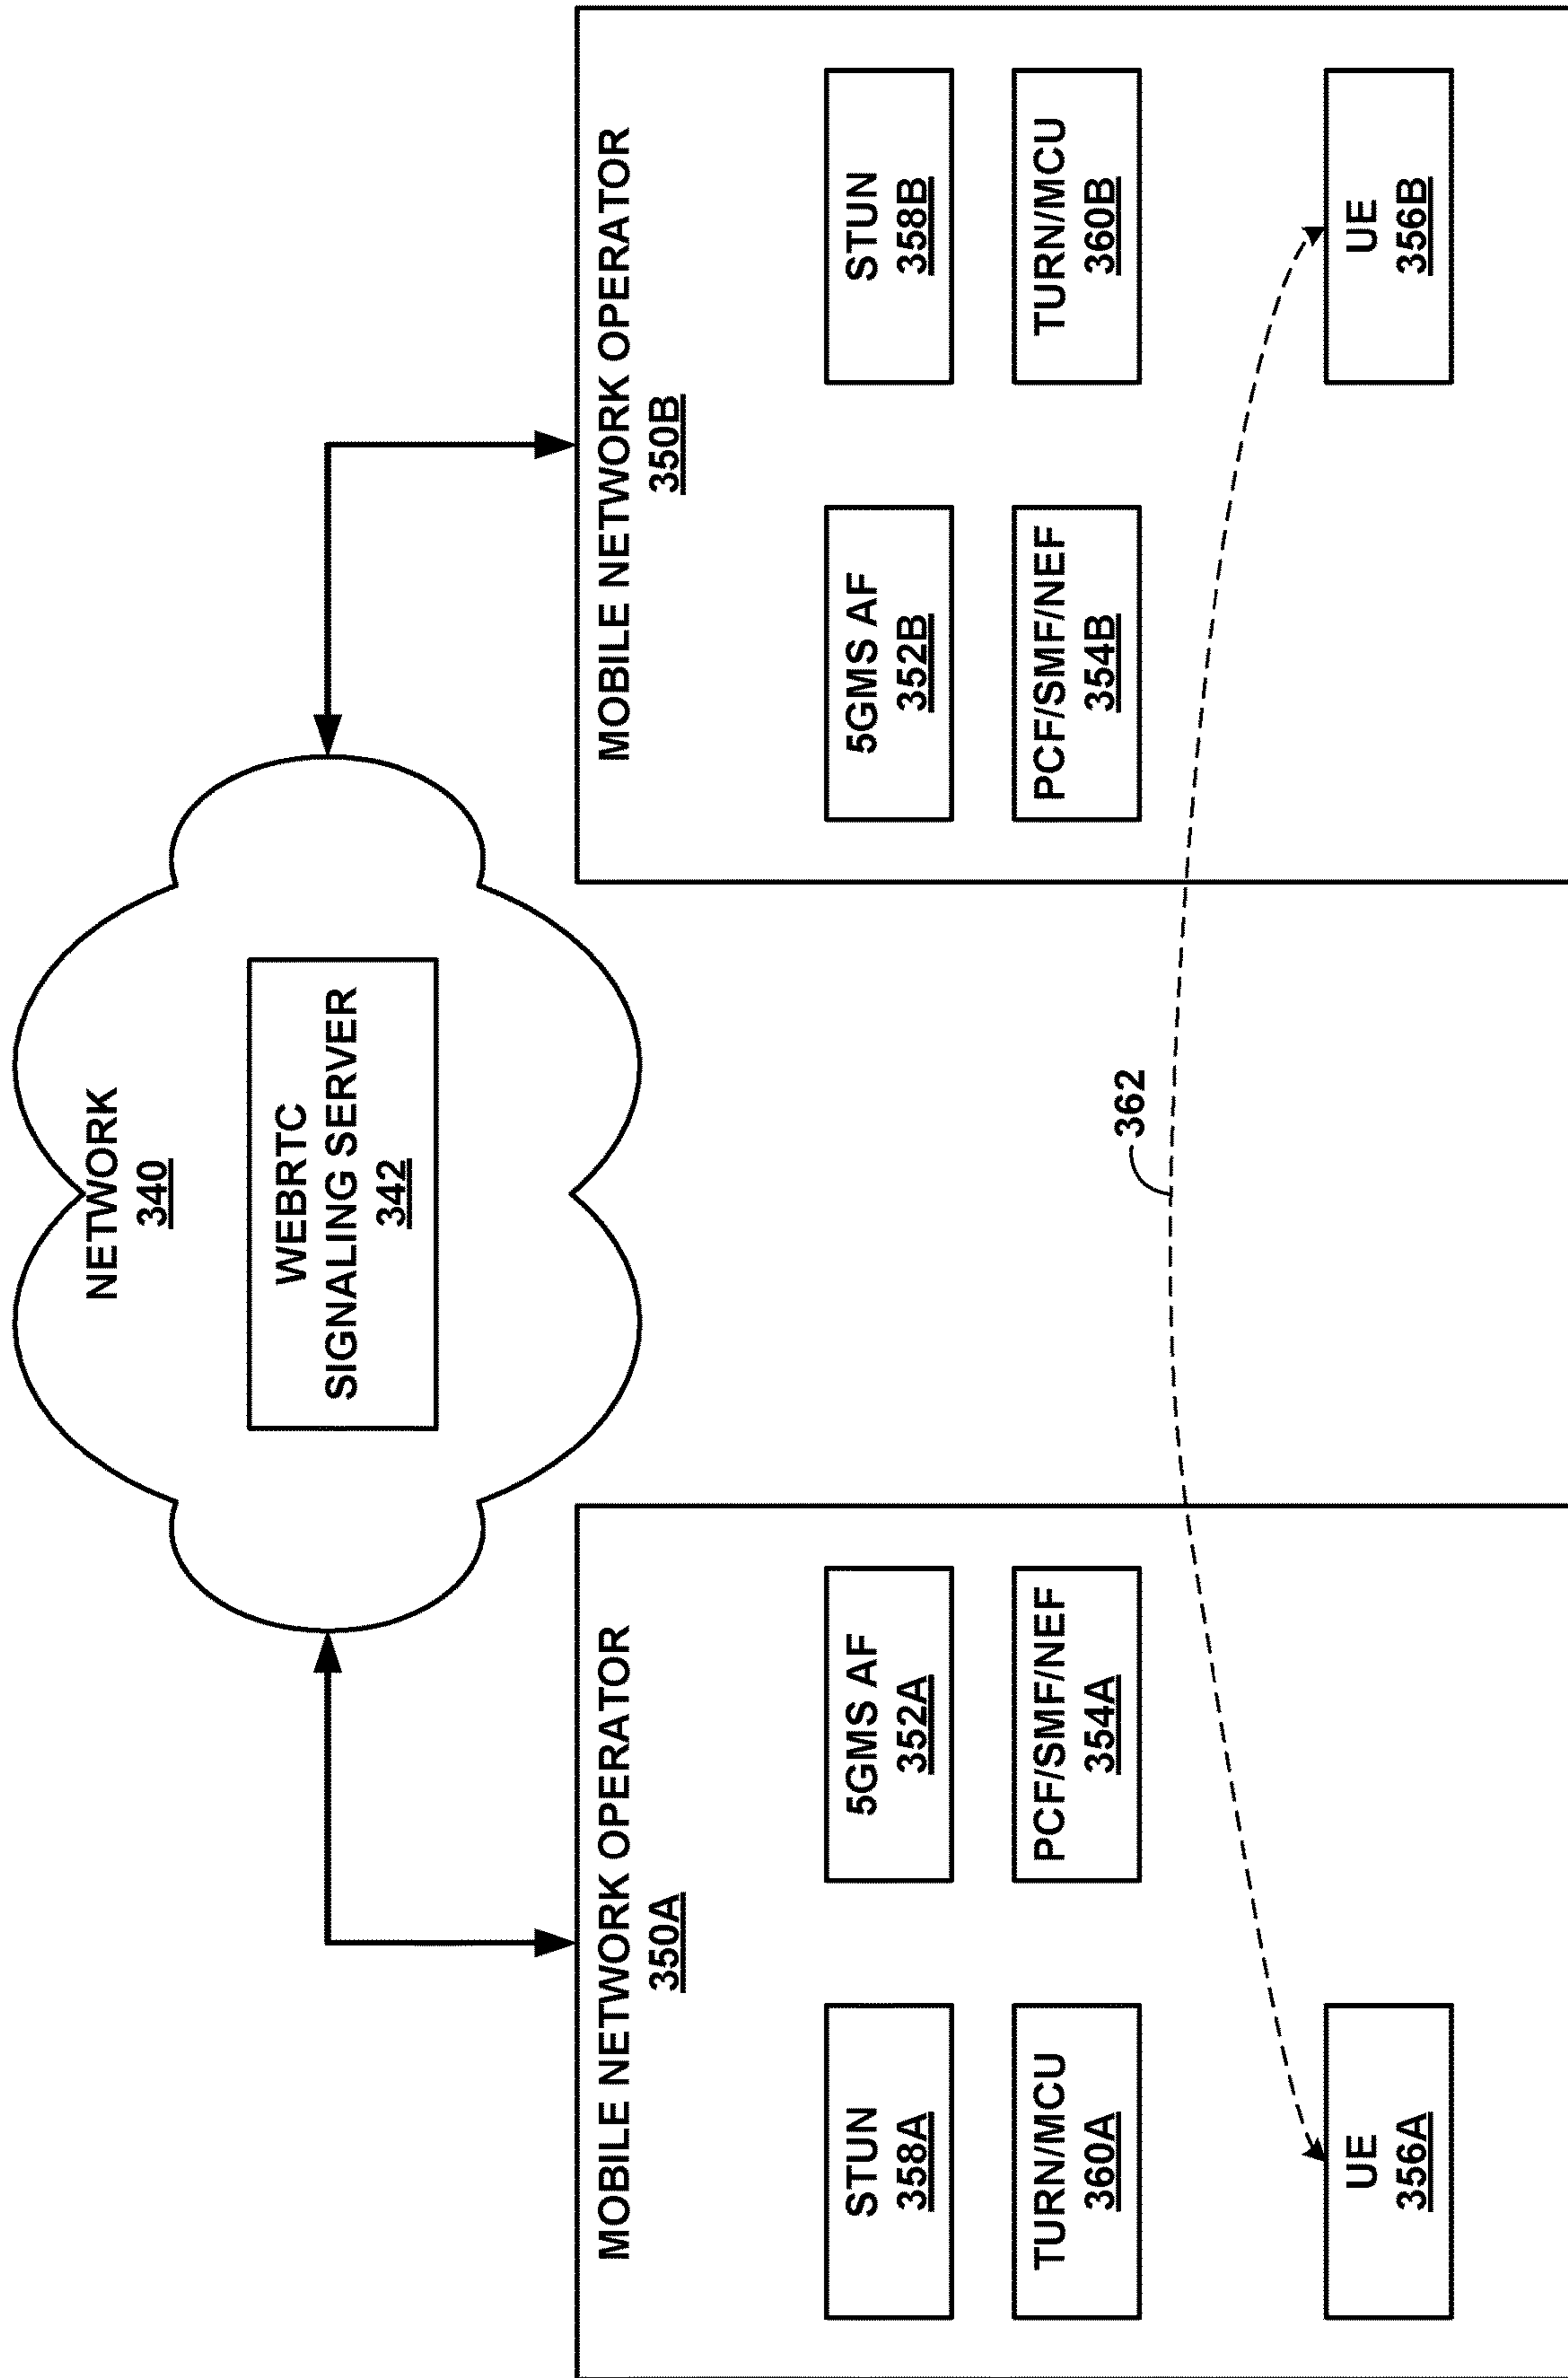 NETWORK
340
WEBRTC
SIGNALING SERVER
342
MOBILE NETWORK OPERATOR
350A
STUN
358A
5GMS AF
352A
TURN/MCU
360A
PCF/SMF/NEF
354A
UE
356A
362
MOBILE NETWORK OPERATOR
350B
5GMS AF
352B
STUN
358B
PCF/SMF/NEF
354B
TURN/MCU
360B
UE
356B